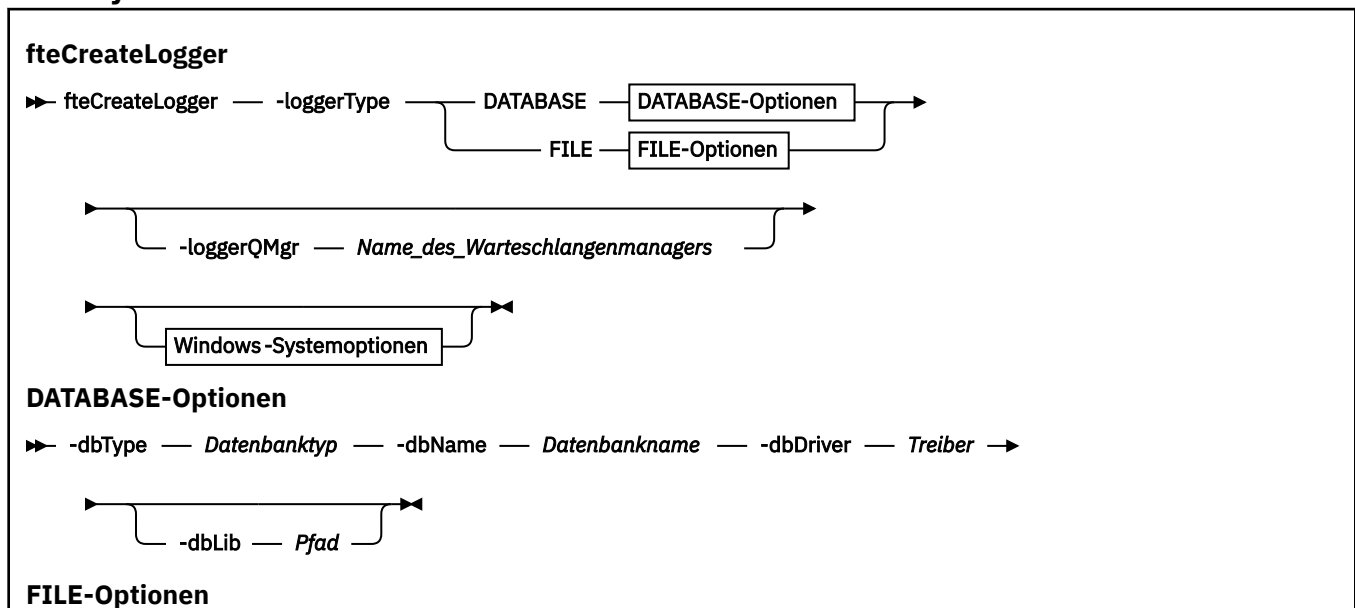 fteCreateLogger
fteCreateLogger -loggerType DATABASE DATABASE-Optionen
FILE FILE-Optionen
-loggerQMgr Name_des_Warteschlangenmanagers
Windows-Systemoptionen
DATABASE-Optionen
-dbType Datenbanktyp -dbName Datenbankname -dbDriver Treiber
-dbLib Pfad
FILE-Optionen